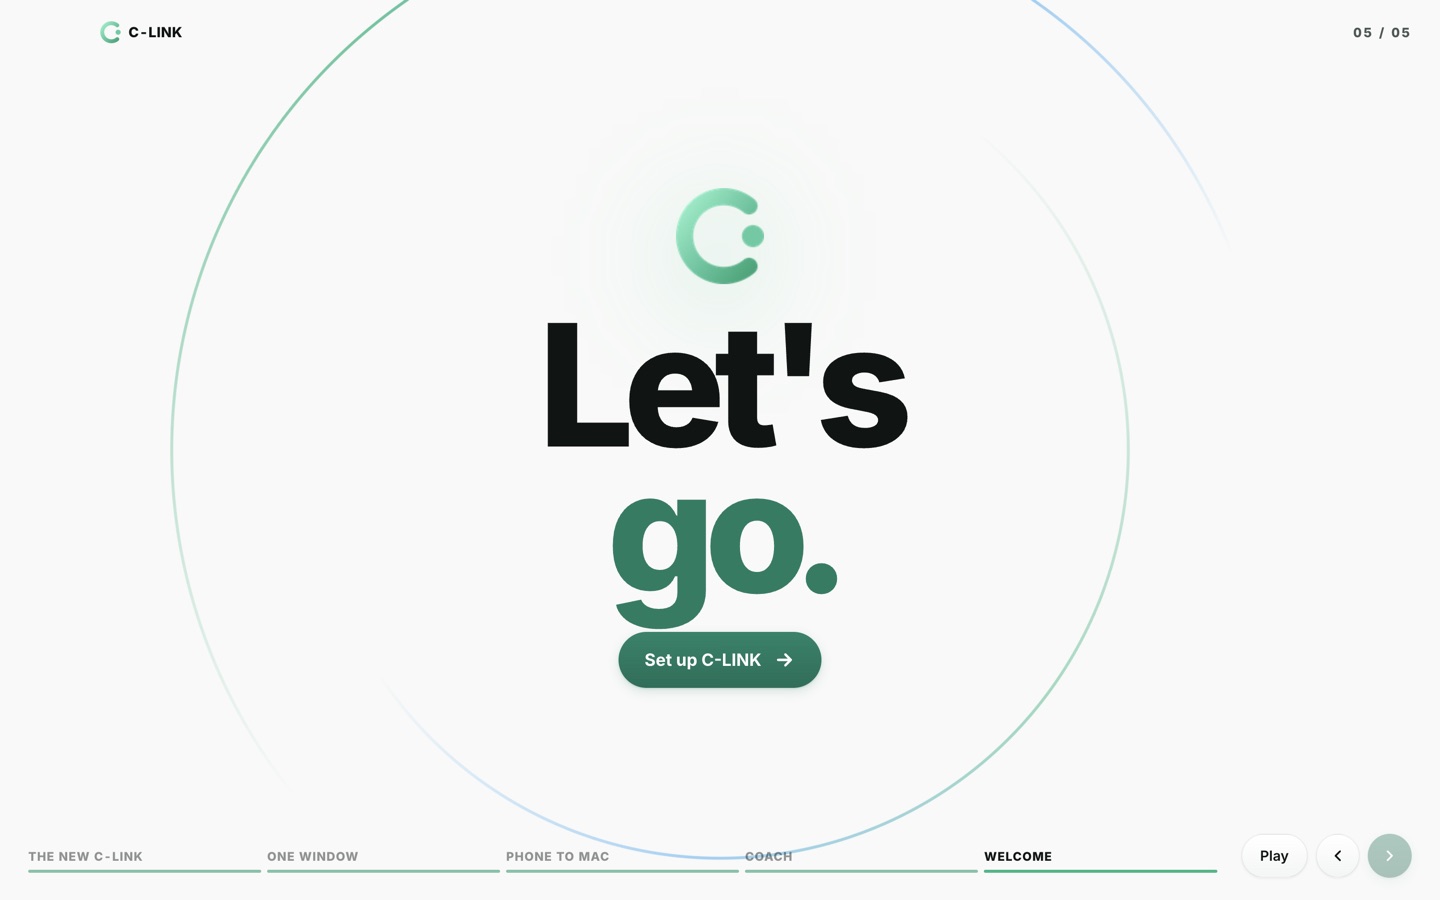 C-LINK
05 / 05
Let's
go.
Set up C-LINK
THE NEW C-LINK
ONE WINDOW
PHONE TO MAC
COACH
WELCOME
Play